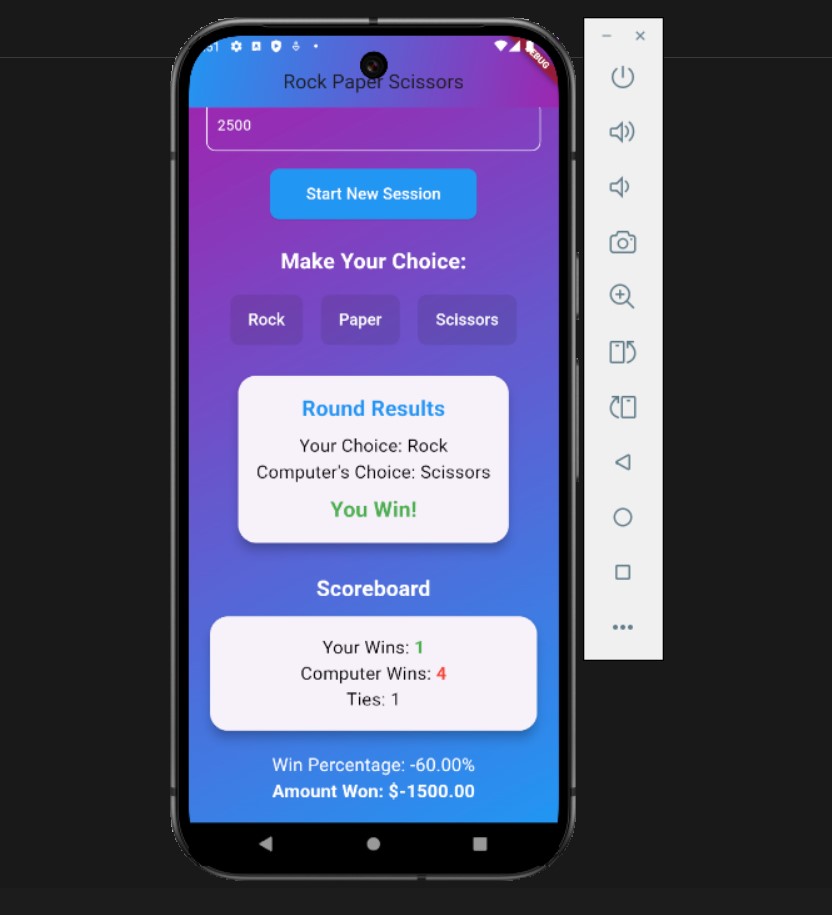 Rock Paper Scissors
2500
Start New Session
Make Your Choice:
Rock Paper Scissors
Round Results
Your Choice: Rock
Computer's Choice: Scissors
You Win!
Scoreboard
Your Wins: 1
Computer Wins: 4
Ties: 1
Win Percentage: -60.00%
Amount Won: $-1500.00